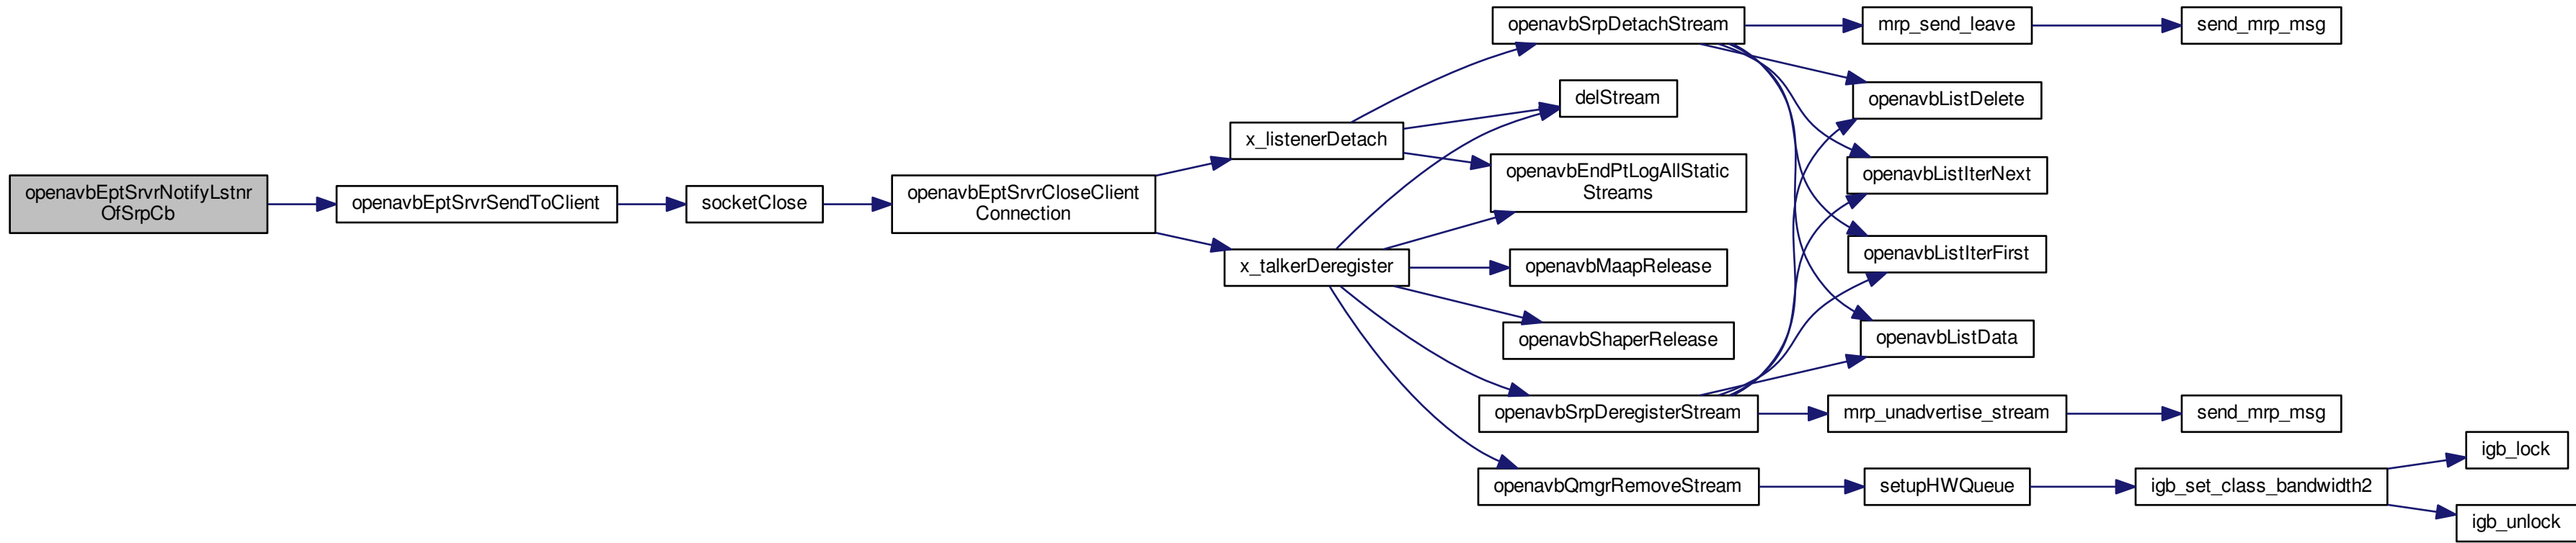 openavbEptSrvrNotifyLstnr
OfSrpCb
openavbEptSrvrSendToClient
socketClose
openavbEptSrvrCloseClient
Connection
x_listenerDetach
x_talkerDeregister
openavbSrpDetachStream
delStream
openavbEndPtLogAllStatic
Streams
openavbMaapRelease
openavbShaperRelease
openavbSrpDeregisterStream
openavbQmgrRemoveStream
mrp_send_leave
openavbListDelete
openavbListIterNext
openavbListIterFirst
openavbListData
mrp_unadvertise_stream
setupHWQueue
send_mrp_msg
send_mrp_msg
igb_set_class_bandwidth2
igb_lock
igb_unlock